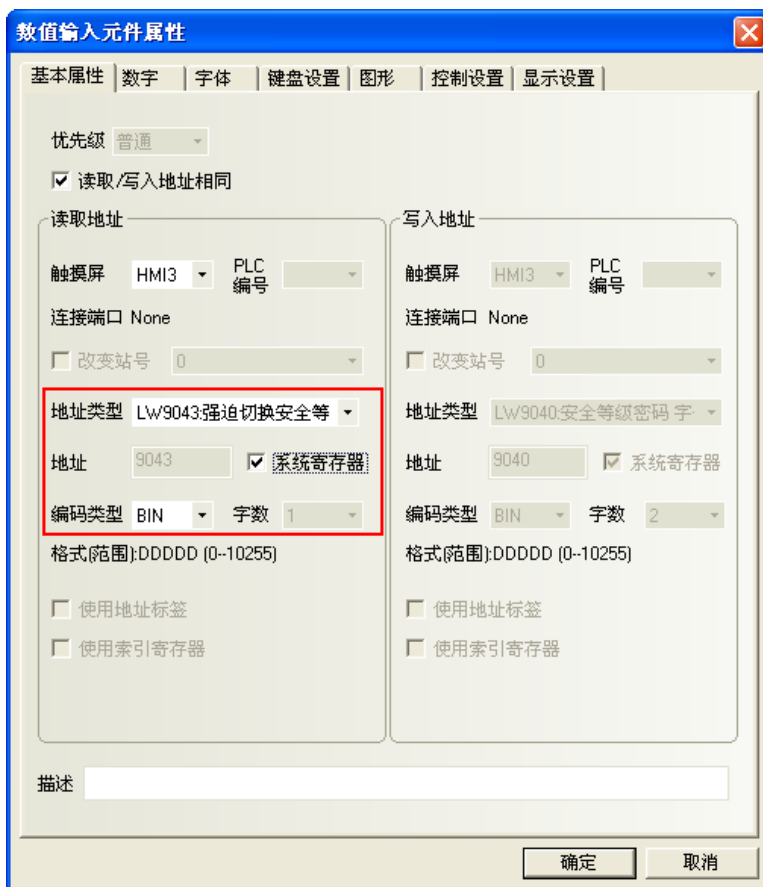 数值输入元件属性
基本属性 数字 字体 键盘设置 图形 控制设置 显示设置
优先级 普通
读取/写入地址相同
读取地址
触摸屏 HMI3 PLC编号
连接端口 None
改变站号 0
地址类型 LW9043:强迫切换安全等
地址 9043 系统寄存器
编码类型 BIN 字数 1
格式(范围):DDDDD (0--10255)
使用地址标签
使用索引寄存器
写入地址
触摸屏 HMI3 PLC编号
连接端口 None
改变站号 0
地址类型 LW9040:安全等级密码 字
地址 9040 系统寄存器
编码类型 BIN 字数 2
格式(范围):DDDDD (0--10255)
使用地址标签
使用索引寄存器
描述
确定 取消